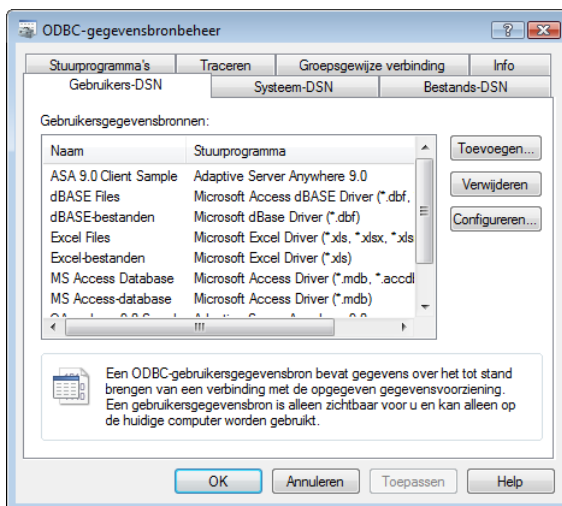 ODBC-gegevensbronbeheer
Stuurprogramma's Traceren Groepsgewijze verbinding Info
Gebruikers-DSN Systeem-DSN Bestands-DSN
Gebruikersgegevensbronnen:
Naam Stuurprogramma
ASA 9.0 Client Sample Adaptive Server Anywhere 9.0
dBASE Files Microsoft Access dBASE Driver (*.dbf,
dBASE-bestanden Microsoft dBase Driver (*.dbf)
Excel Files Microsoft Excel Driver (*.xls, *.xlsx, *.xls
Excel-bestanden Microsoft Excel Driver (*.xls)
MS Access Database Microsoft Access Driver (*.mdb, *.accdl
MS Access-database Microsoft Access Driver (*.mdb)
Toevoegen...
Verwijderen
Configureren...
Een ODBC-gebruikersgegevensbron bevat gegevens over het tot stand
brengen van een verbinding met de opgegeven gegevensvoorziening.
Een gebruikersgegevensbron is alleen zichtbaar voor u en kan alleen op
de huidige computer worden gebruikt.
OK Annuleren Toepassen Help